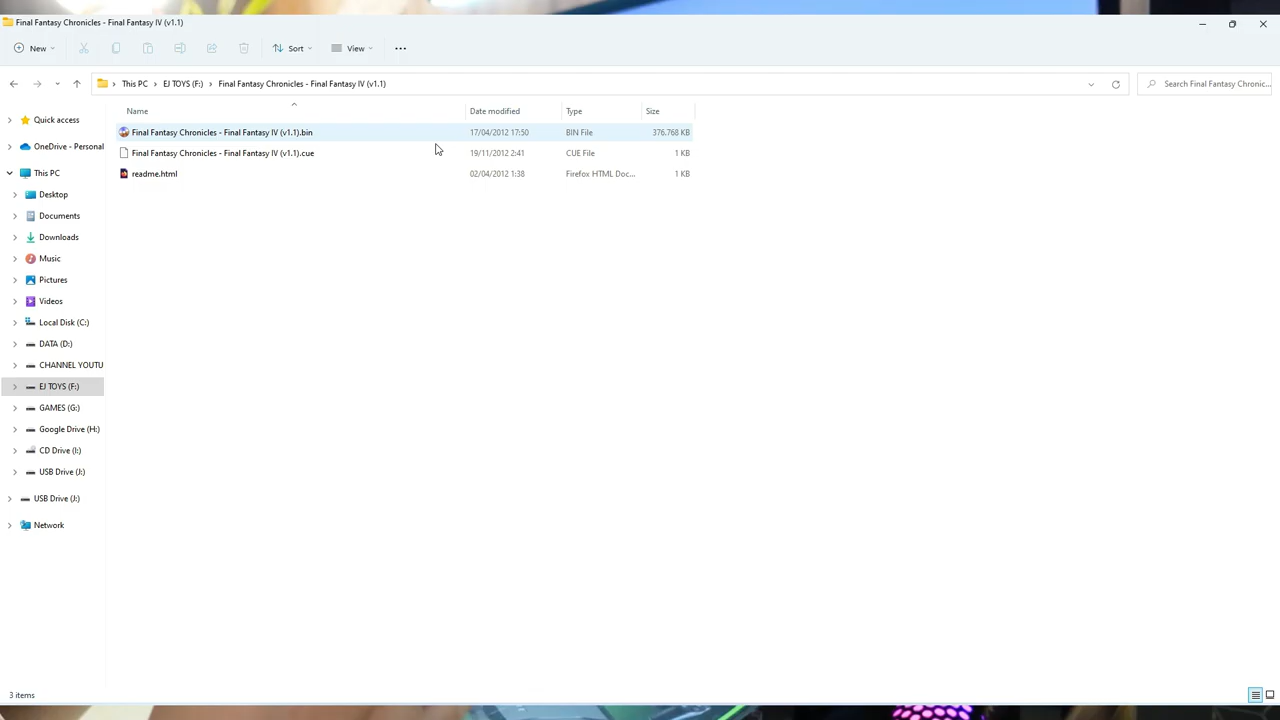 Final Fantasy Chronicles - Final Fantasy IV (v1.1)
New
Sort
View
This PC > EJ TOYS (F:) > Final Fantasy Chronicles - Final Fantasy IV (v1.1)
Search Final Fantasy Chronic...
Name Date modified Type Size
Final Fantasy Chronicles - Final Fantasy IV (v1.1).bin 17/04/2012 17:50 BIN File 376.768 KB
Final Fantasy Chronicles - Final Fantasy IV (v1.1).cue 19/11/2012 2:41 CUE File 1 KB
readme.html 02/04/2012 1:38 Firefox HTML Doc... 1 KB
Quick access
OneDrive - Personal
This PC
Desktop
Documents
Downloads
Music
Pictures
Videos
Local Disk (C:)
DATA (D:)
CHANNEL YOUTU
EJ TOYS (F:)
GAMES (G:)
Google Drive (H:)
CD Drive (I:)
USB Drive (J:)
USB Drive (J:)
Network
3 items